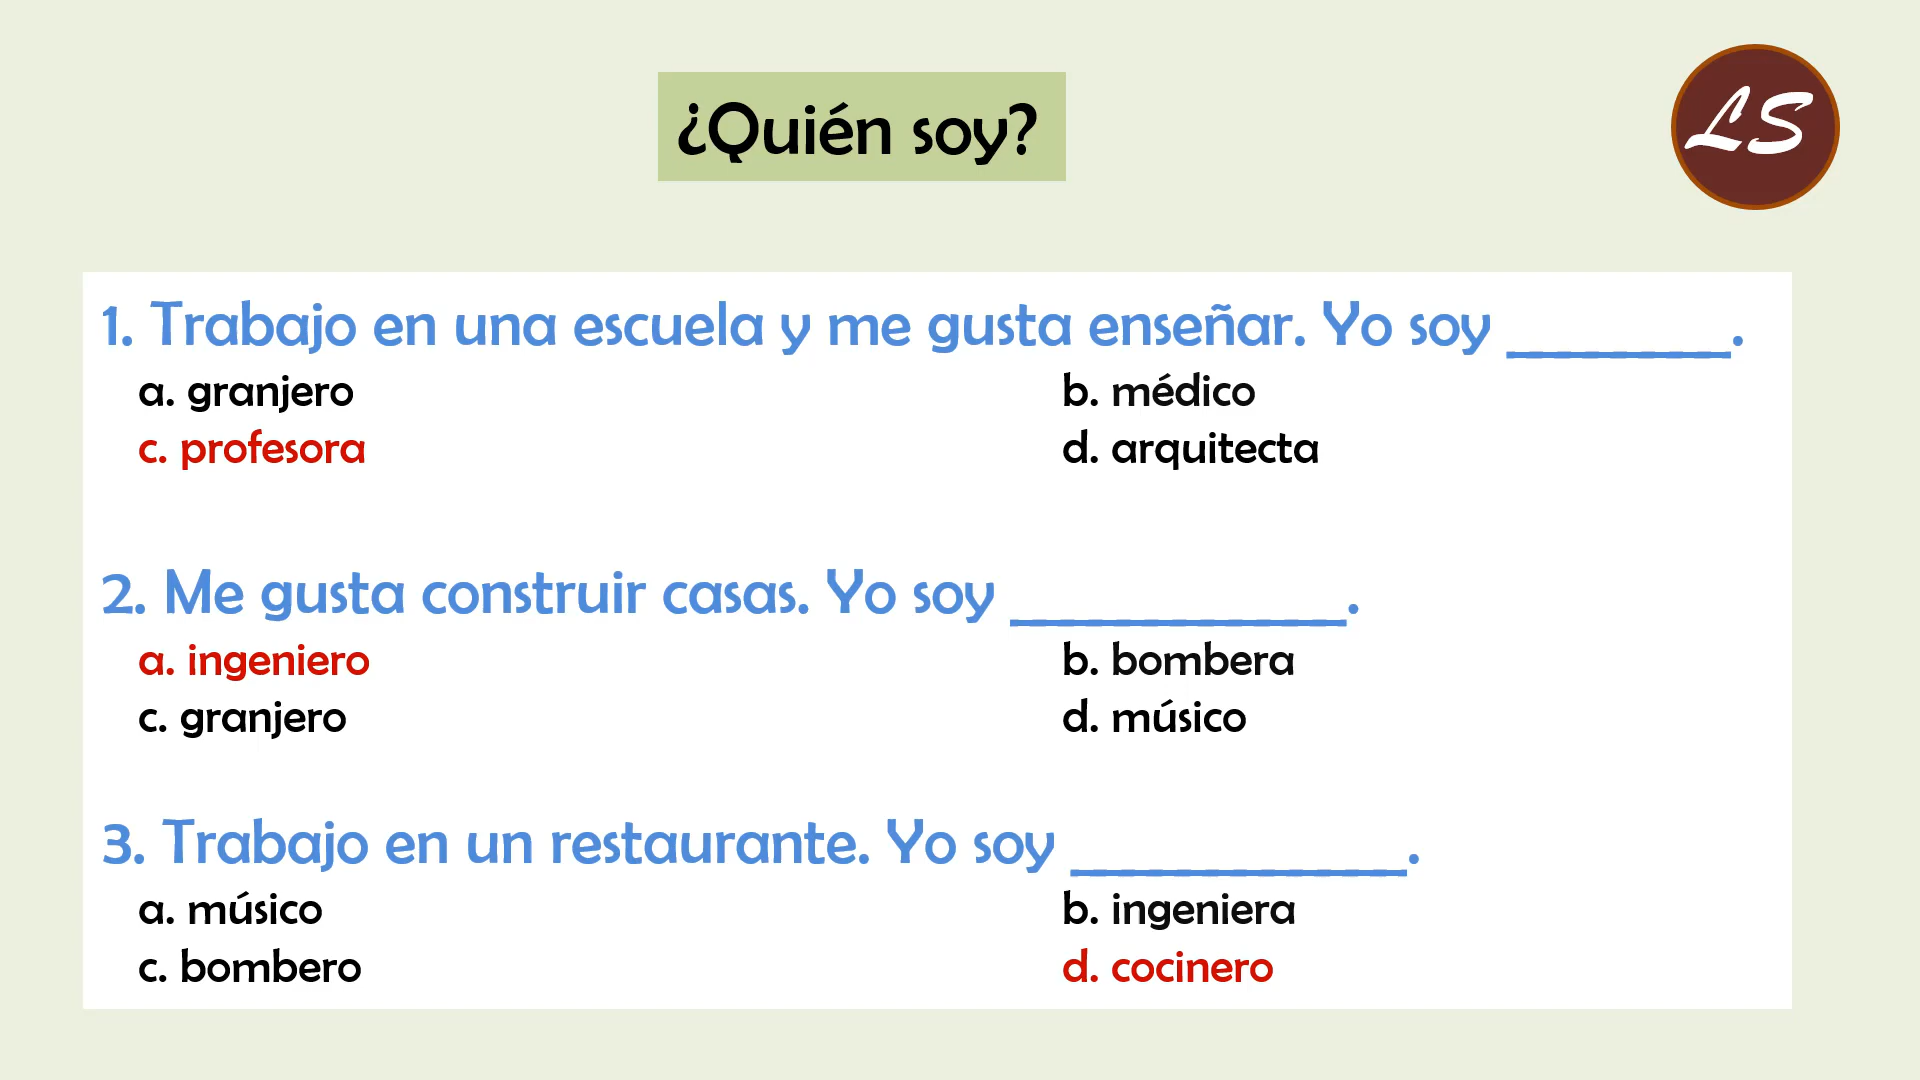 ¿Quién soy?
LS
1. Trabajo en una escuela y me gusta enseñar. Yo soy ________.
a. granjero
b. médico
c. profesora
d. arquitecta
2. Me gusta construir casas. Yo soy ____________.
a. ingeniero
b. bombera
c. granjero
d. músico
3. Trabajo en un restaurante. Yo soy ____________.
a. músico
b. ingeniera
c. bombero
d. cocinero